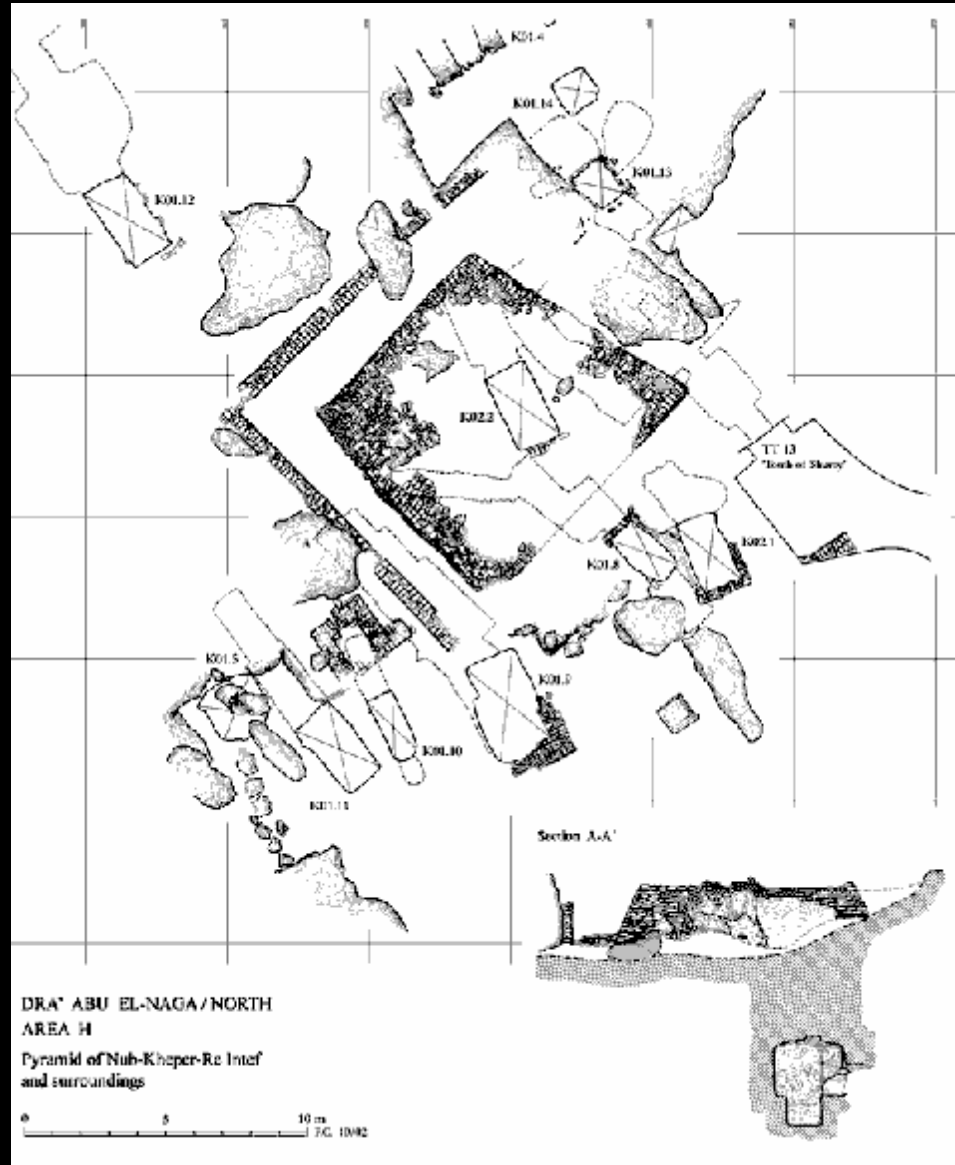 K01.4
K01.14
K01.13
K01.12
K02.2
TT 13
"Tomb of Shuroy"
K02.1
K01.8
K01.5
K01.9
K01.10
K01.11
Section A-A'
DRA' ABU EL-NAGA / NORTH
AREA H
Pyramid of Nub-Kheper-Re Intef
and surroundings
0 5 10 m